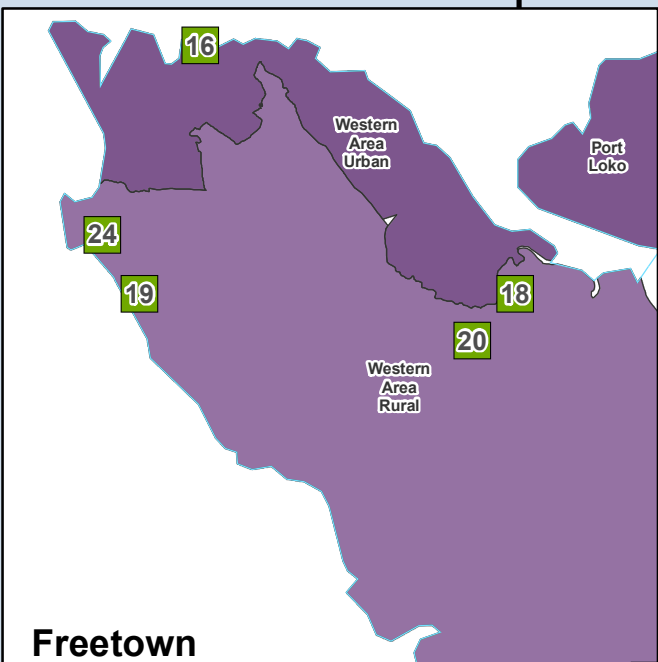 16
Western
Area
Urban
Port
Loko
24
19
18
20
Western
Area
Rural
Freetown